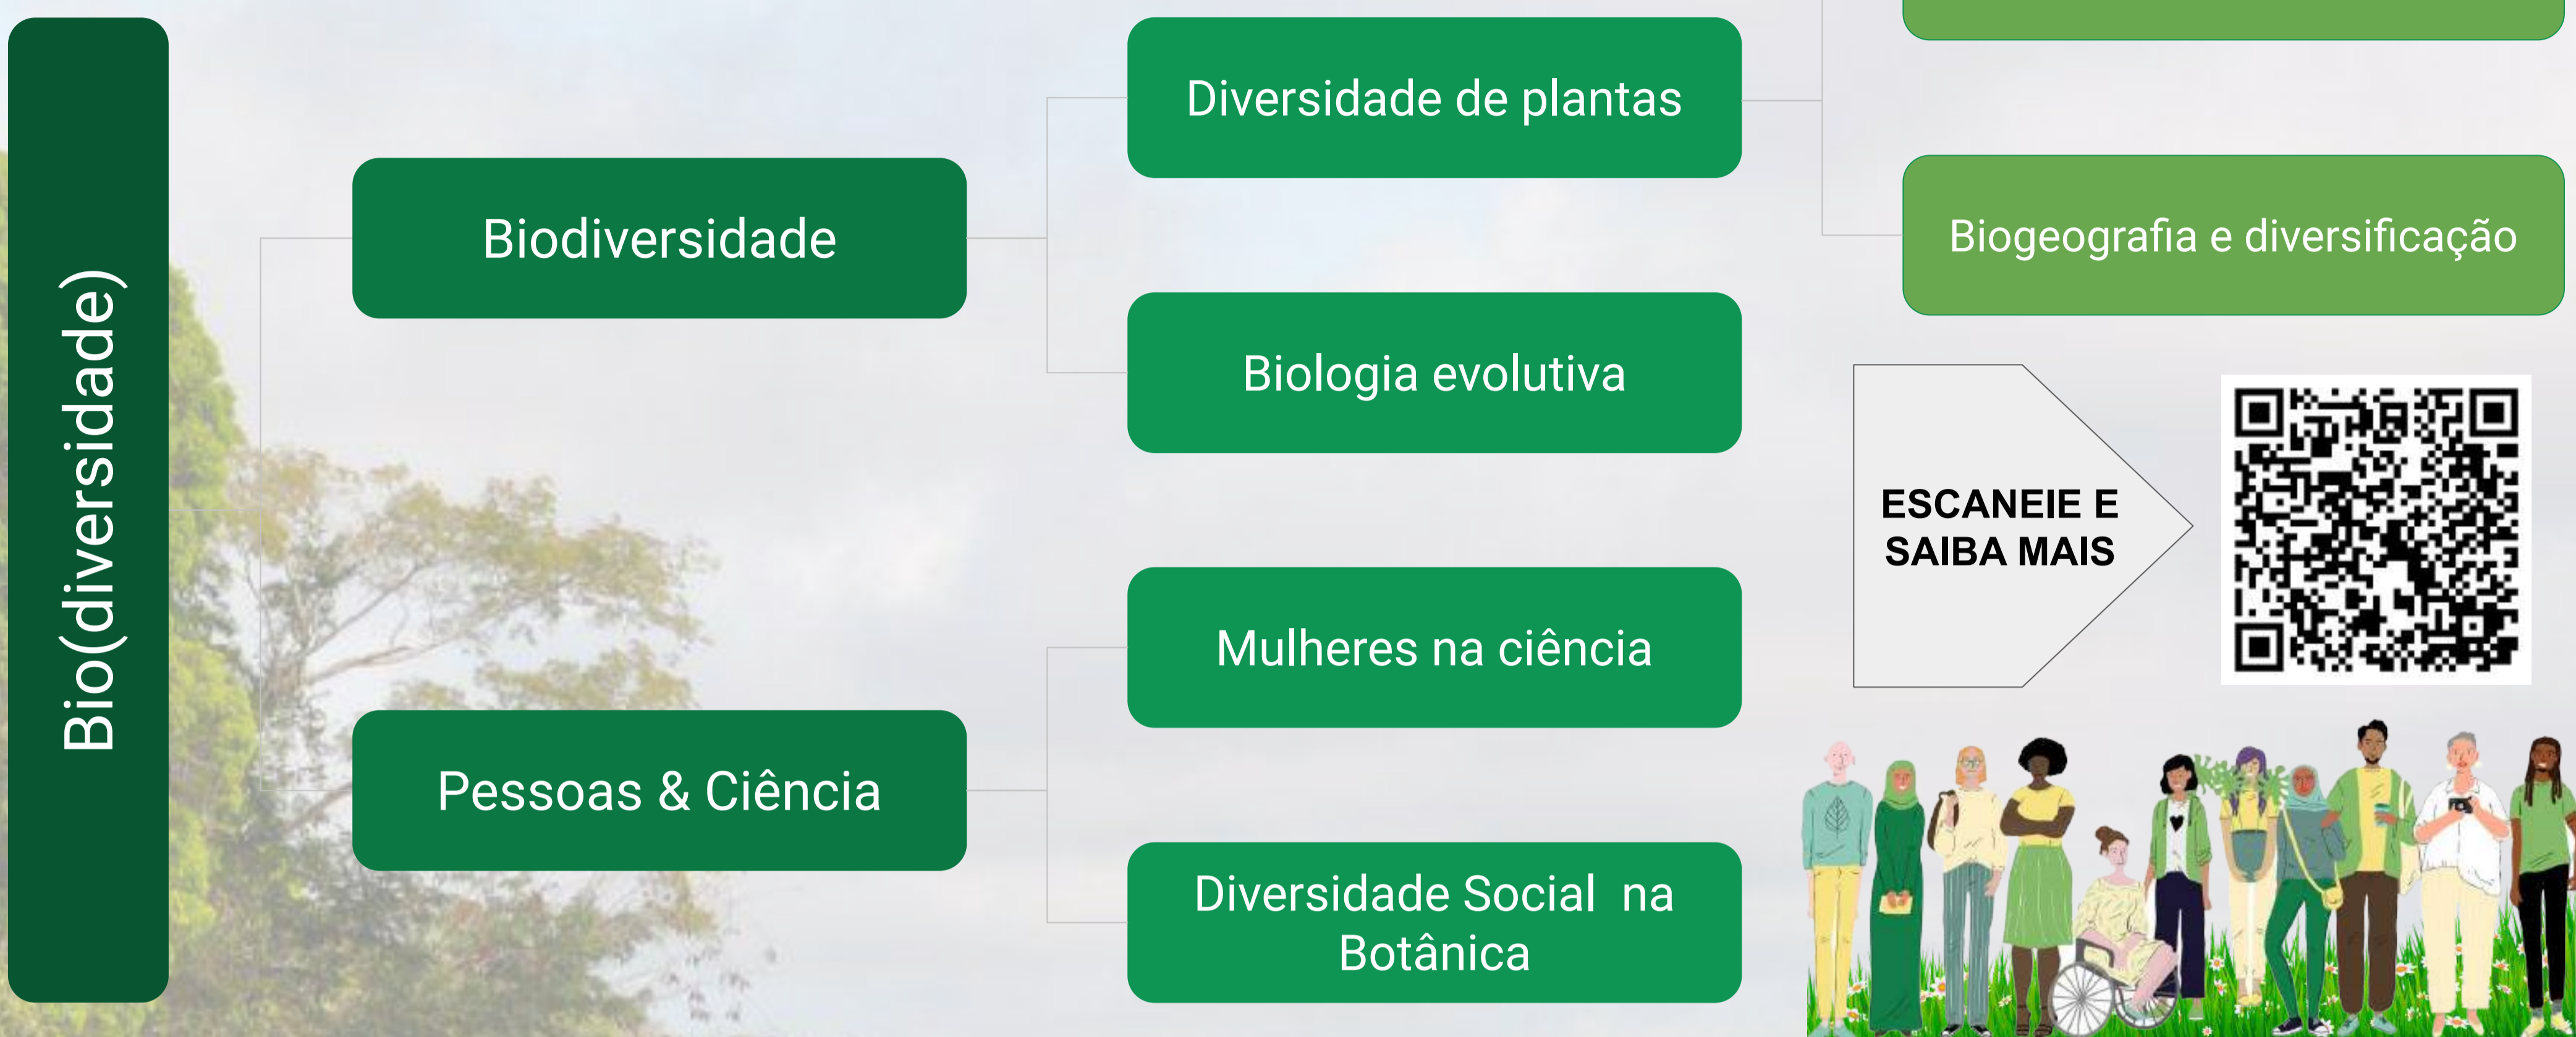 Bio(diversidade)
Biodiversidade
Diversidade de plantas
Biogeografia e diversificação
Biologia evolutiva
Pessoas & Ciência
Mulheres na ciência
Diversidade Social  na
Botânica
ESCANEIE E
SAIBA MAIS